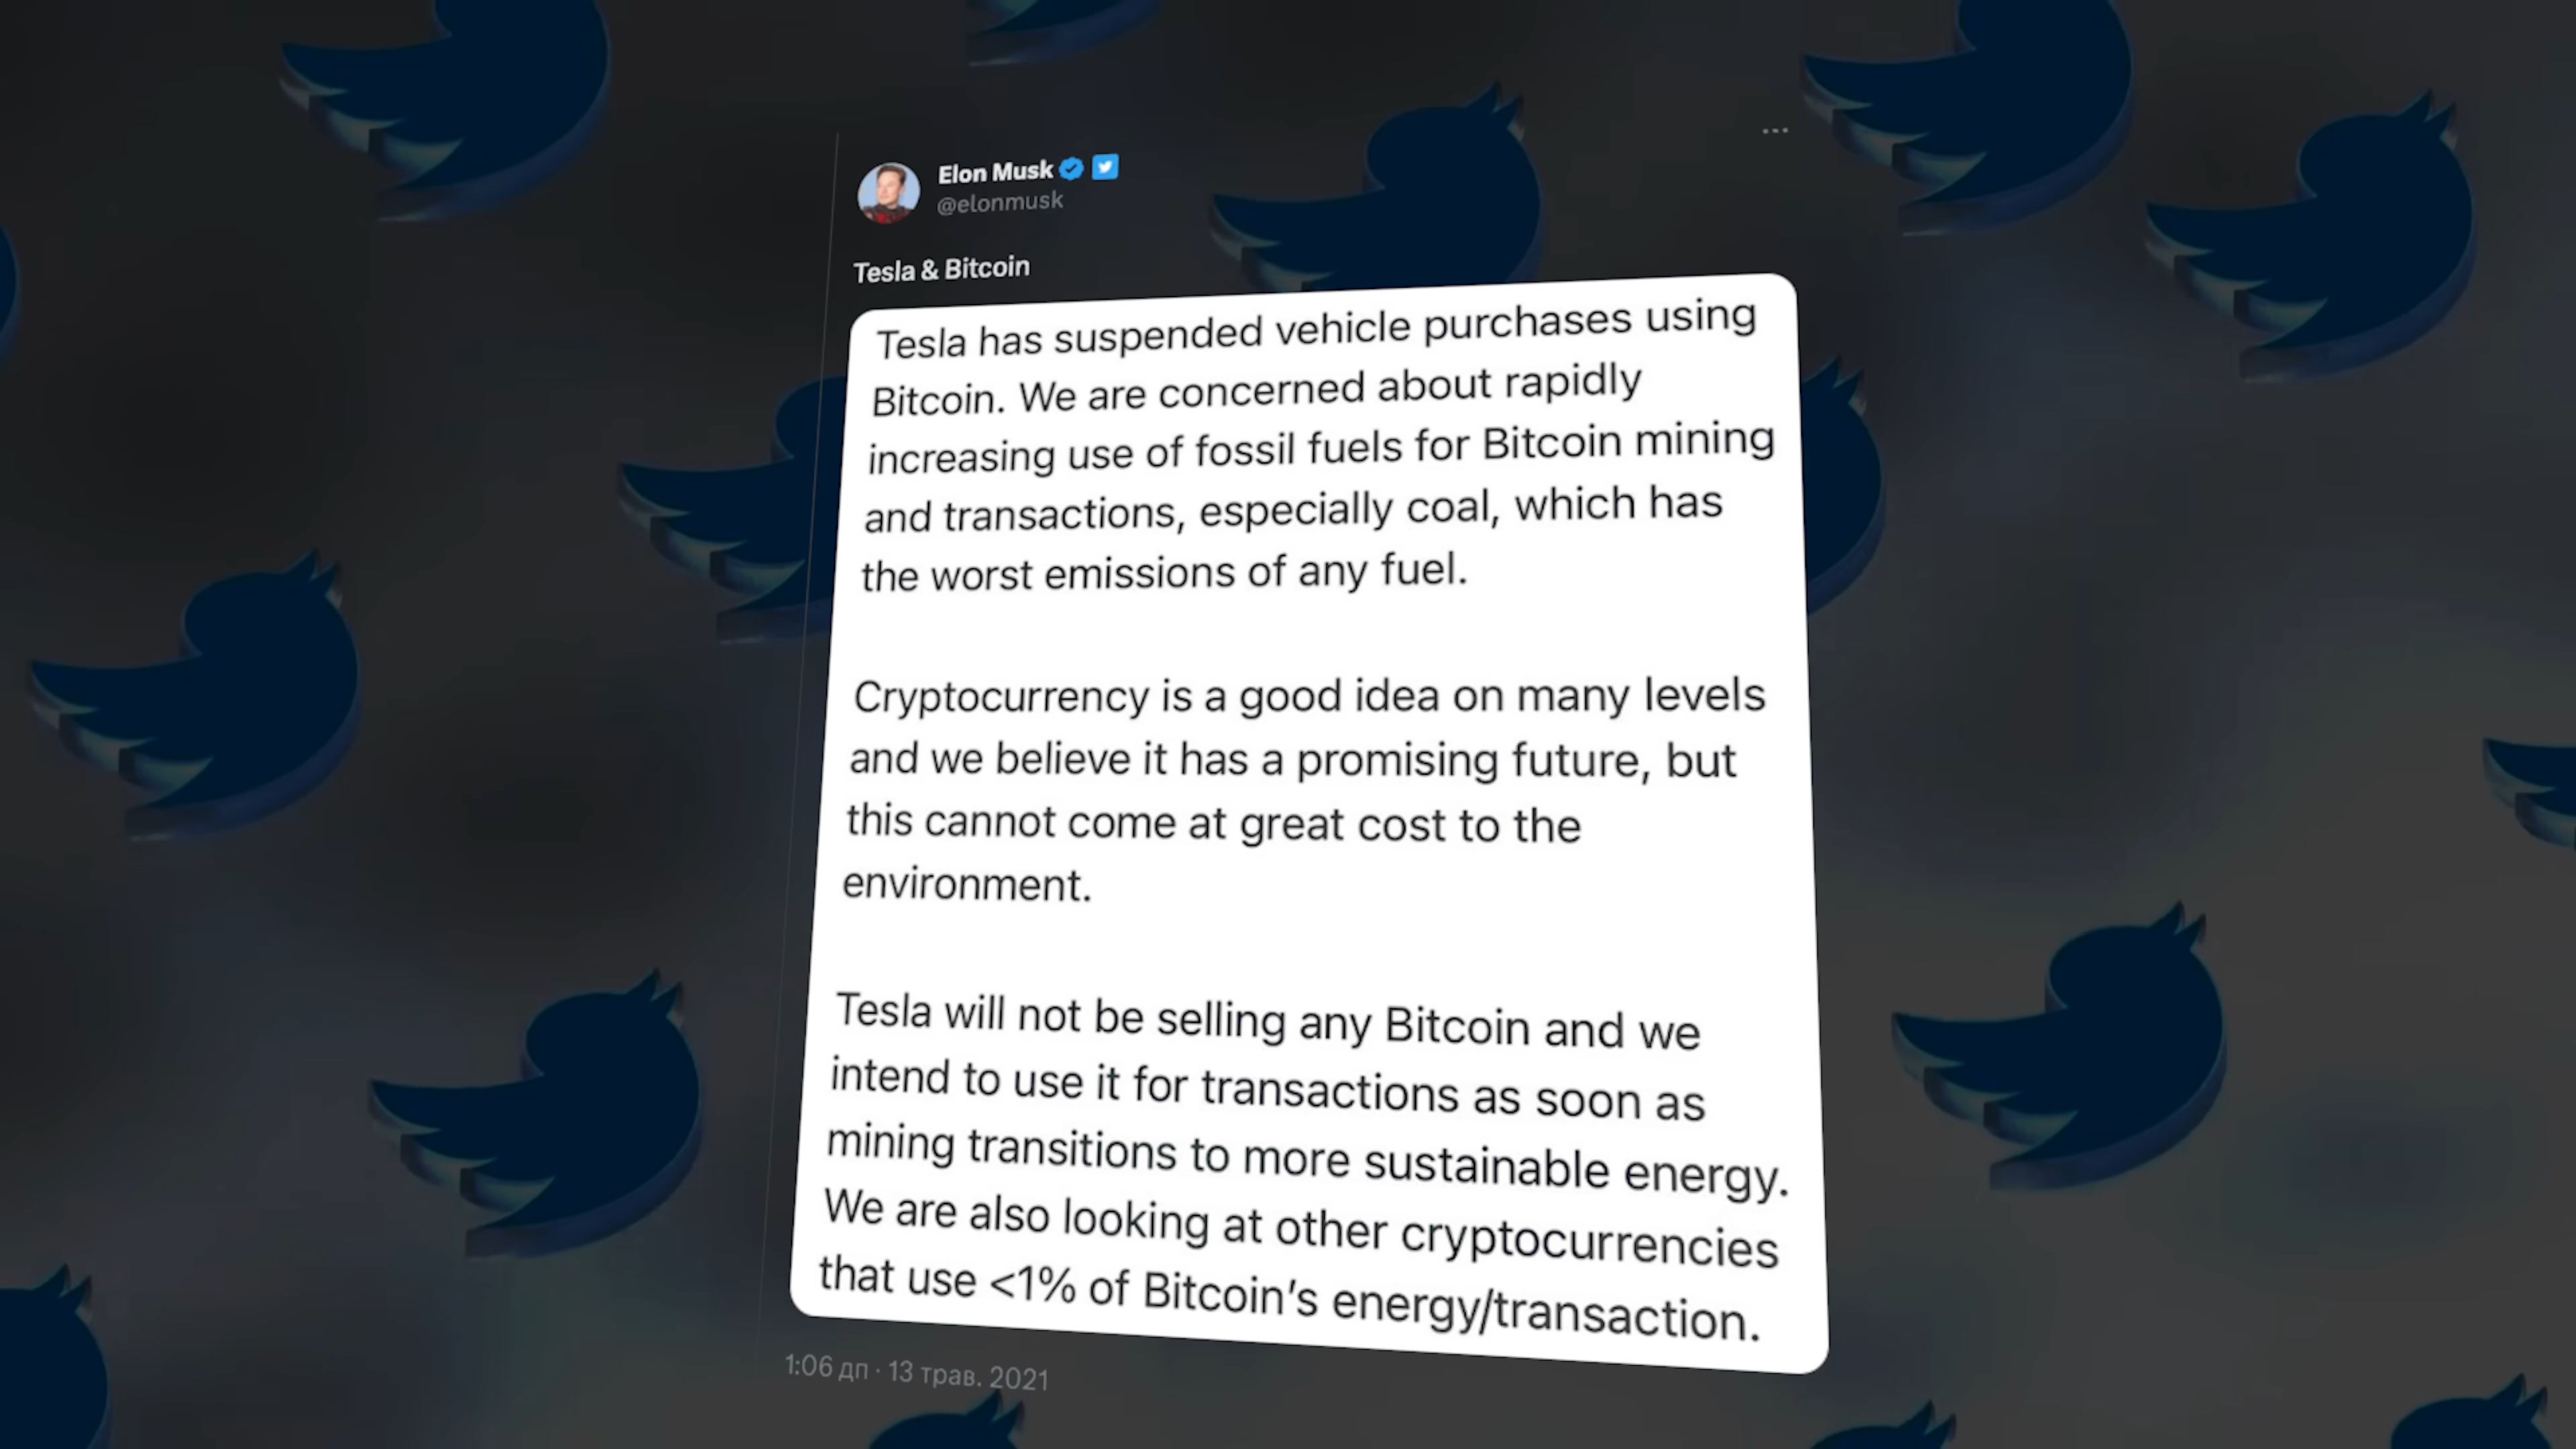 Elon Musk
@elonmusk
...
Tesla & Bitcoin
Tesla has suspended vehicle purchases using
Bitcoin. We are concerned about rapidly
increasing use of fossil fuels for Bitcoin mining
and transactions, especially coal, which has
the worst emissions of any fuel.
Cryptocurrency is a good idea on many levels
and we believe it has a promising future, but
this cannot come at great cost to the
environment.
Tesla will not be selling any Bitcoin and we
intend to use it for transactions as soon as
mining transitions to more sustainable energy.
We are also looking at other cryptocurrencies
that use <1% of Bitcoin’s energy/transaction.
1:06 дп · 13 трав. 2021